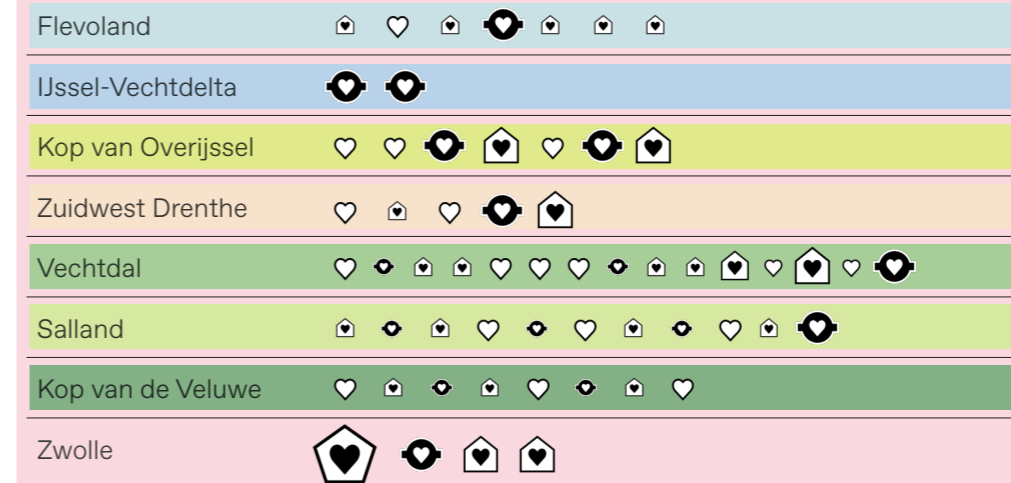 Flevoland
IJssel-Vechtdelta
Kop van Overijssel
Zuidwest Drenthe
Vechtdal
Salland
Kop van de Veluwe
Zwolle